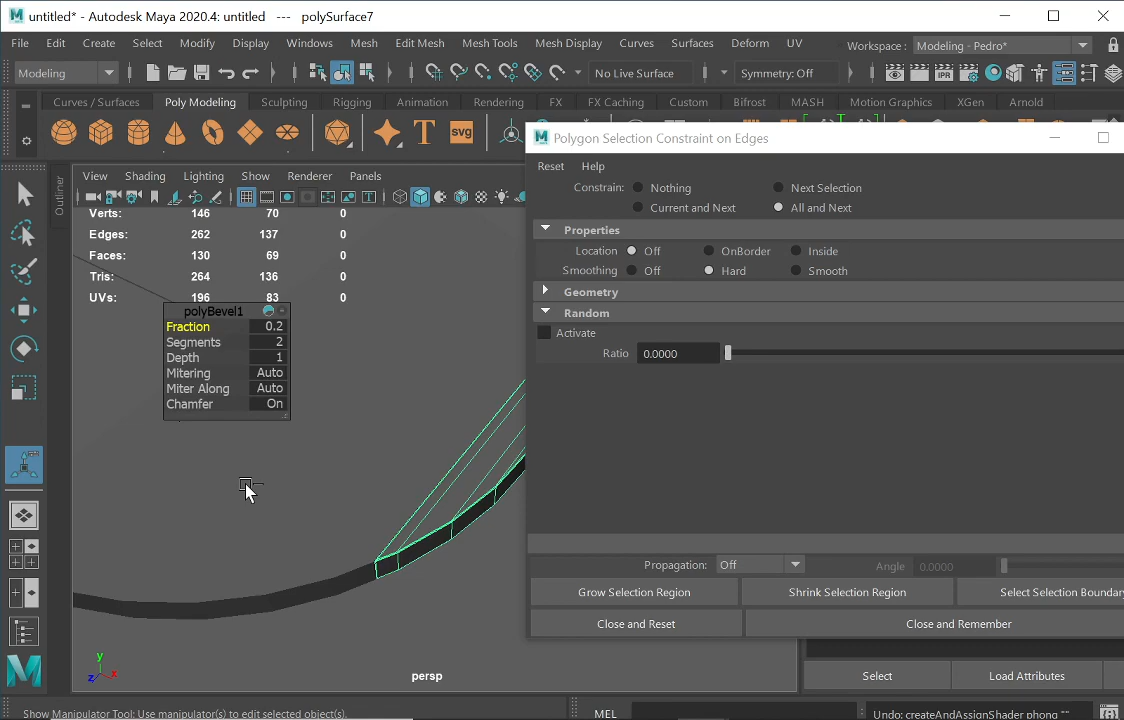 untitled* - Autodesk Maya 2020.4: untitled --- polySurface7
File Edit Create Select Modify Display Windows Mesh Edit Mesh Mesh Tools Mesh Display Curves Surfaces Deform UV Workspace : Modeling - Pedro*
Modeling No Live Surface Symmetry: Off IPR
Curves / Surfaces Poly Modeling Sculpting Rigging Animation Rendering FX FX Caching Custom Bifrost MASH Motion Graphics XGen Arnold
T SVG
Polygon Selection Constraint on Edges
Reset Help
Constrain: Nothing Next Selection
Current and Next All and Next
Properties
Location Off OnBorder Inside
Smoothing Off Hard Smooth
Geometry
Random
Activate
Ratio 0.0000
Outliner
View Shading Lighting Show Renderer Panels
Verts: 146 70 0
Edges: 262 137 0
Faces: 130 69 0
Tris: 264 136 0
UVs: 196 83 0
polyBevel1
Fraction 0.2
Segments 2
Depth 1
Mitering Auto
Miter Along Auto
Chamfer On
Propagation: Off Angle 0.0000
Grow Selection Region Shrink Selection Region Select Selection Boundar
Close and Reset Close and Remember
y
z x
persp
Select Load Attributes
Show Manipulator Tool: Use manipulator(s) to edit selected object(s). MEL Undo: createAndAssignShader phong ""